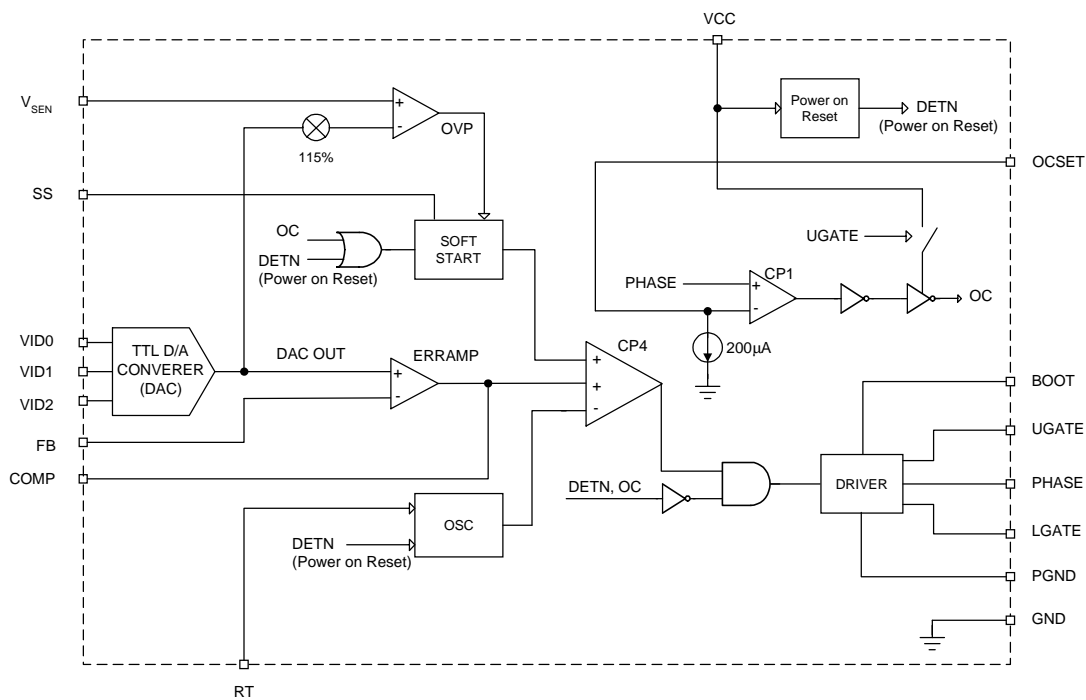 VCC
V_SEN
+
-
OVP
115%
Power on
Reset
DETN
(Power on Reset)
OCSET
SS
OC
DETN
(Power on Reset)
SOFT
START
UGATE
PHASE
+
-
CP1
OC
200µA
VID0
VID1
VID2
TTL D/A
CONVERER
(DAC)
DAC OUT
ERRAMP
+
-
CP4
+
+
-
FB
COMP
BOOT
UGATE
PHASE
LGATE
PGND
GND
DRIVER
DETN, OC
OSC
DETN
(Power on Reset)
RT